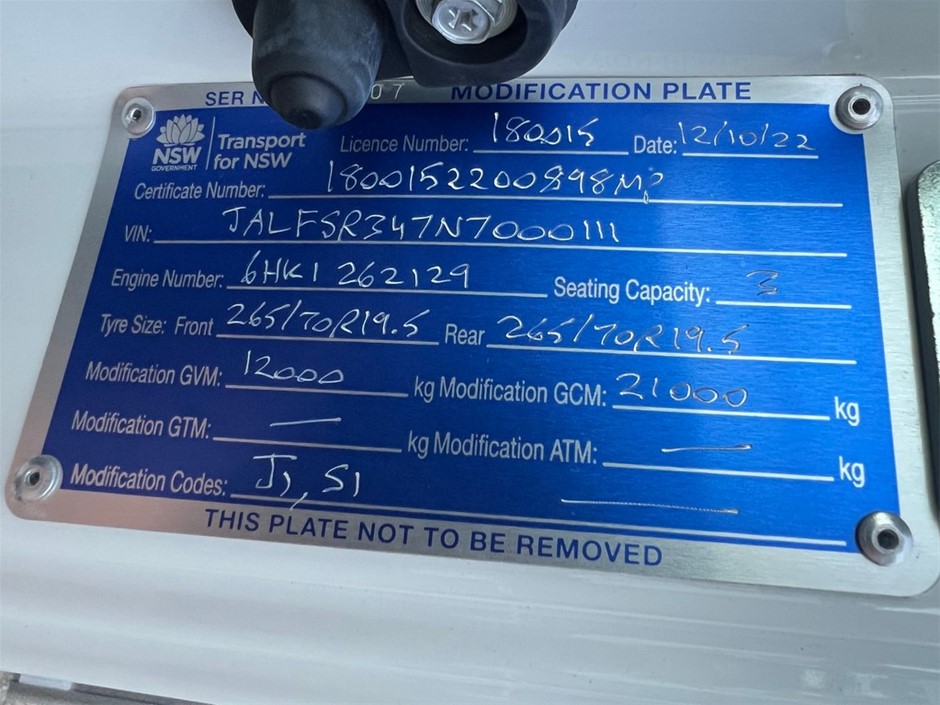 SER N 07 MODIFICATION PLATE
NSW GOVERNMENT Transport for NSW Licence Number: 180015 Date: 12/10/22
Certificate Number: 1800152200898MP
VIN: JALFSR347N7000111
Engine Number: 6HK1 262129 Seating Capacity: 3
Tyre Size: Front 265/70R19.5 Rear 265/70R19.5
Modification GVM: 12000 kg Modification GCM: 21000 kg
Modification GTM: — kg Modification ATM: — kg
Modification Codes: J1, S1
THIS PLATE NOT TO BE REMOVED